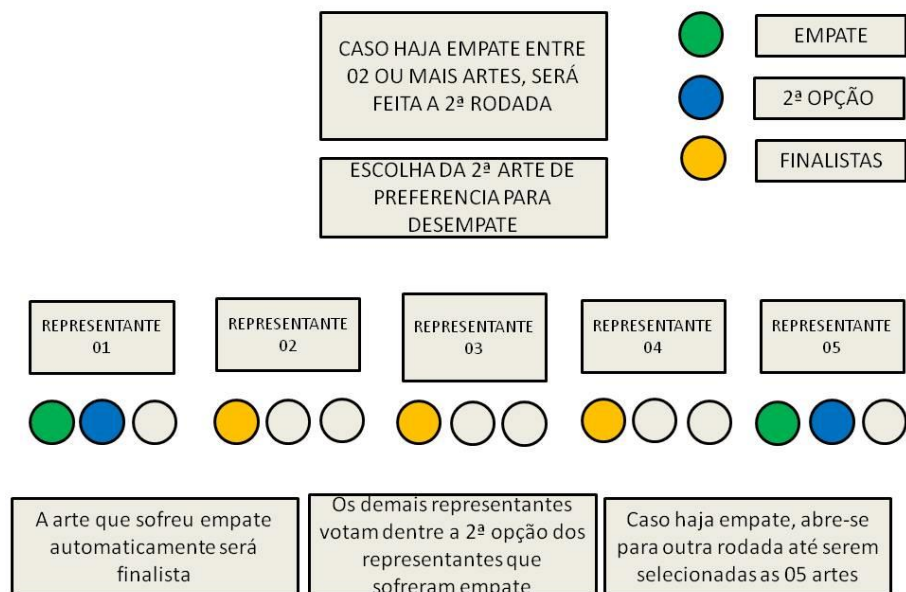 CASO HAJA EMPATE ENTRE
02 OU MAIS ARTES, SERÁ
FEITA A 2ª RODADA
EMPATE
2ª OPÇÃO
FINALISTAS
ESCOLHA DA 2ª ARTE DE
PREFERENCIA PARA
DESEMPATE
REPRESENTANTE
01
REPRESENTANTE
02
REPRESENTANTE
03
REPRESENTANTE
04
REPRESENTANTE
05
A arte que sofreu empate
automaticamente será
finalista
Os demais representantes
votam dentre a 2ª opção dos
representantes que
sofreram empate
Caso haja empate, abre-se
para outra rodada até serem
selecionadas as 05 artes